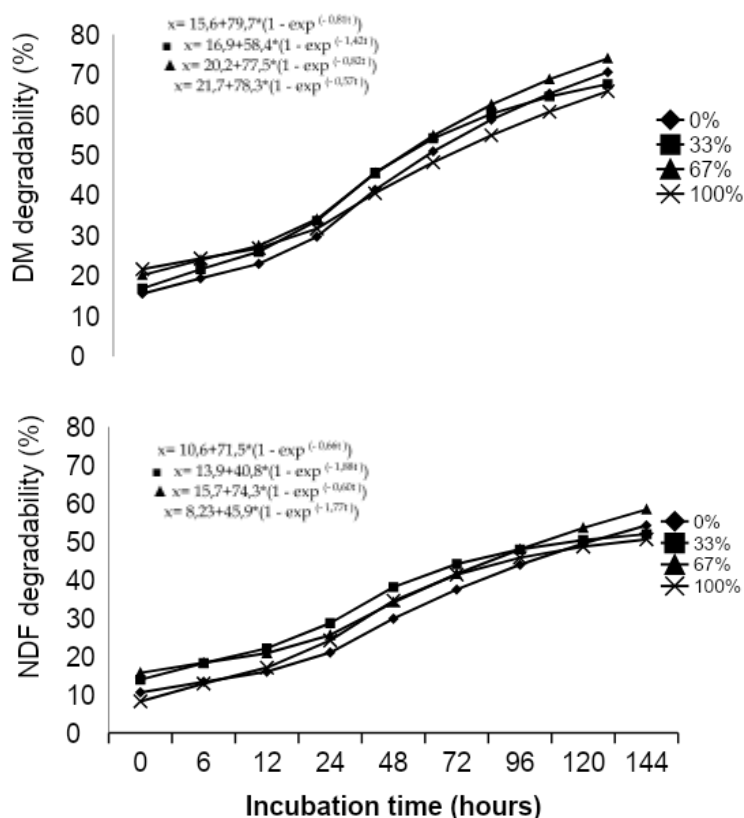 80
70
60
50
40
30
20
10
0
DM degradability (%)
x= 15,6+79,7*(1 - exp (- 0,81t)
x= 16,9+58,4*(1 - exp (- 1,42t)
x= 20,2+77,5*(1 - exp (- 0,82t)
x= 21,7+78,3*(1 - exp (- 0,57t)
0%
33%
67%
100%
80
70
60
50
40
30
20
10
0
NDF degradability (%)
x= 10,6+71,5*(1 - exp (- 0,66t)
x= 13,9+40,8*(1 - exp (- 1,88t)
x= 15,7+74,3*(1 - exp (- 0,60t)
x= 8,23+45,9*(1 - exp (- 1,77t)
0%
33%
67%
100%
0 6 12 24 48 72 96 120 144
Incubation time (hours)